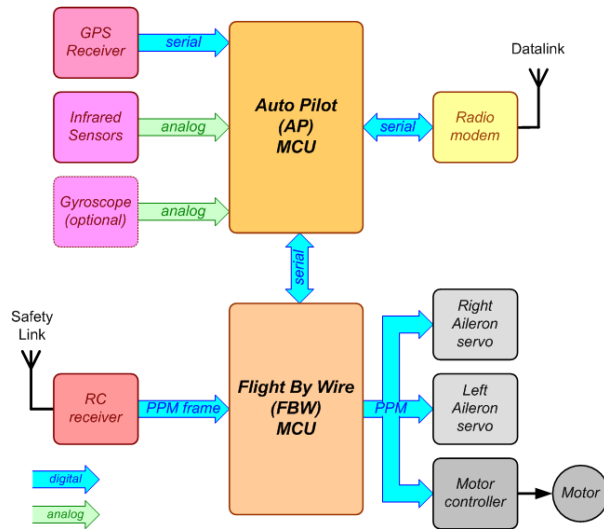 GPS
Receiver
serial
Datalink
Infrared
Sensors
analog
Auto Pilot
(AP)
MCU
serial
Radio
modem
Gyroscope
(optional)
analog
serial
Safety
Link
RC
receiver
PPM frame
Flight By Wire
(FBW)
MCU
PPM
Right
Aileron
servo
Left
Aileron
servo
Motor
controller
Motor
digital
analog